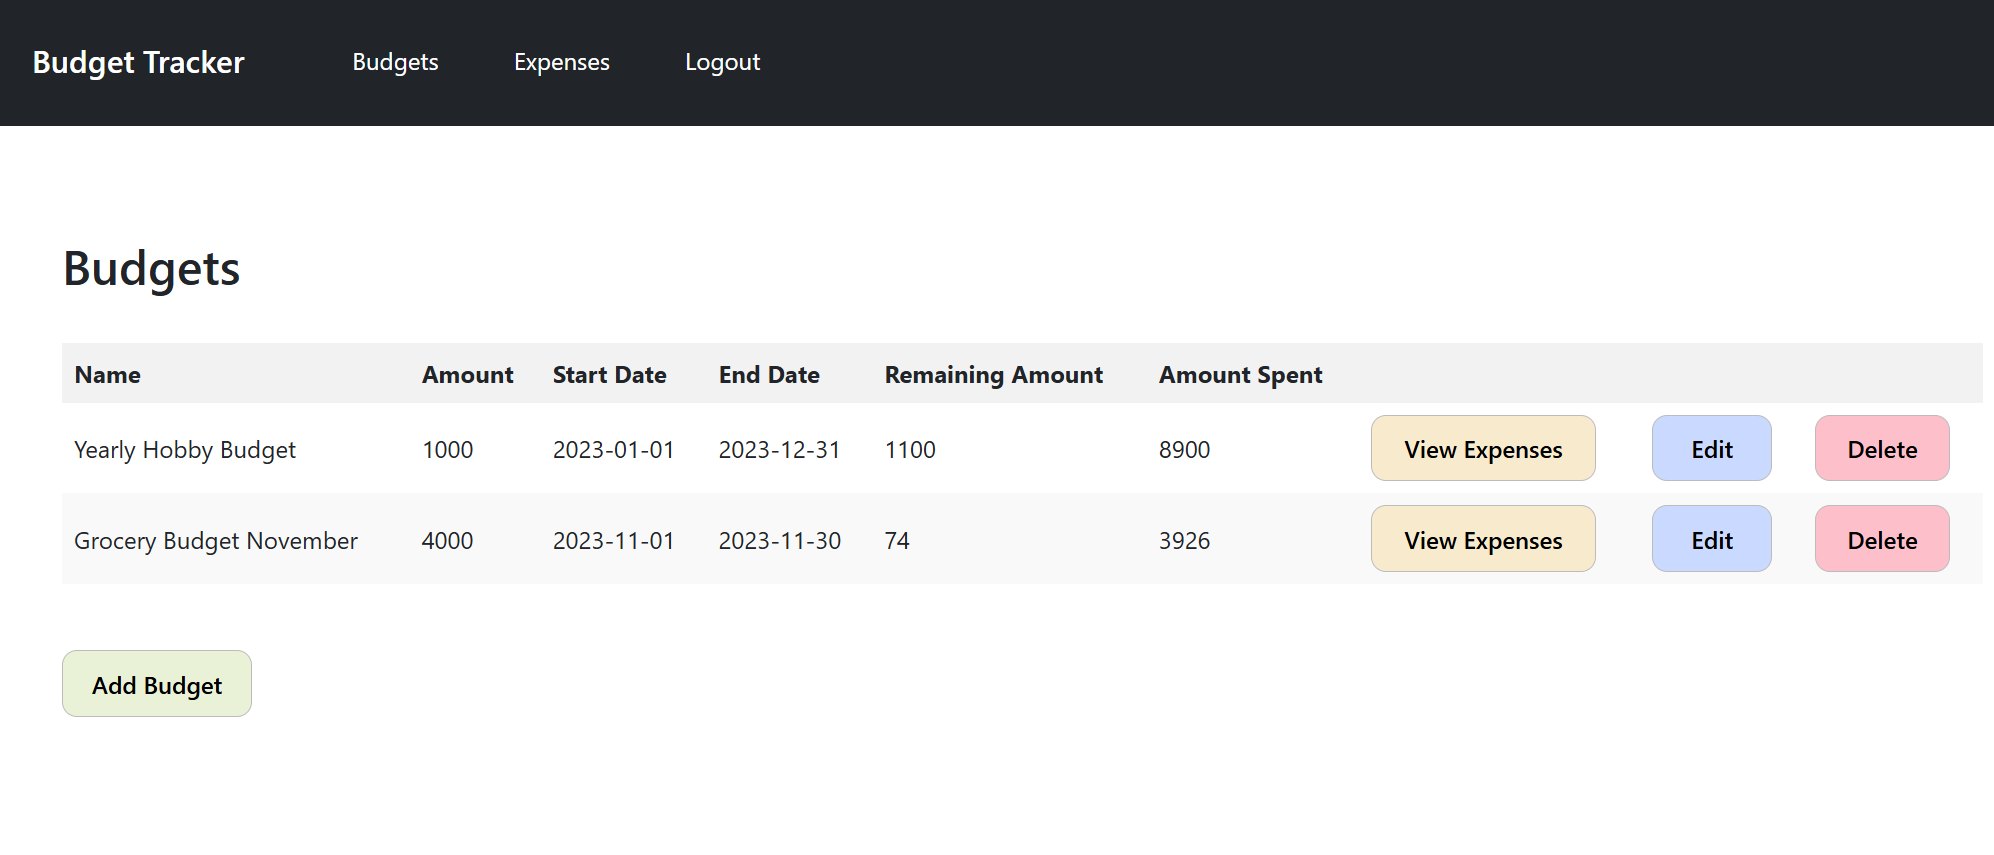 Budget Tracker Budgets Expenses Logout
Budgets
Name Amount Start Date End Date Remaining Amount Amount Spent
Yearly Hobby Budget 1000 2023-01-01 2023-12-31 1100 8900 View Expenses Edit Delete
Grocery Budget November 4000 2023-11-01 2023-11-30 74 3926 View Expenses Edit Delete
Add Budget